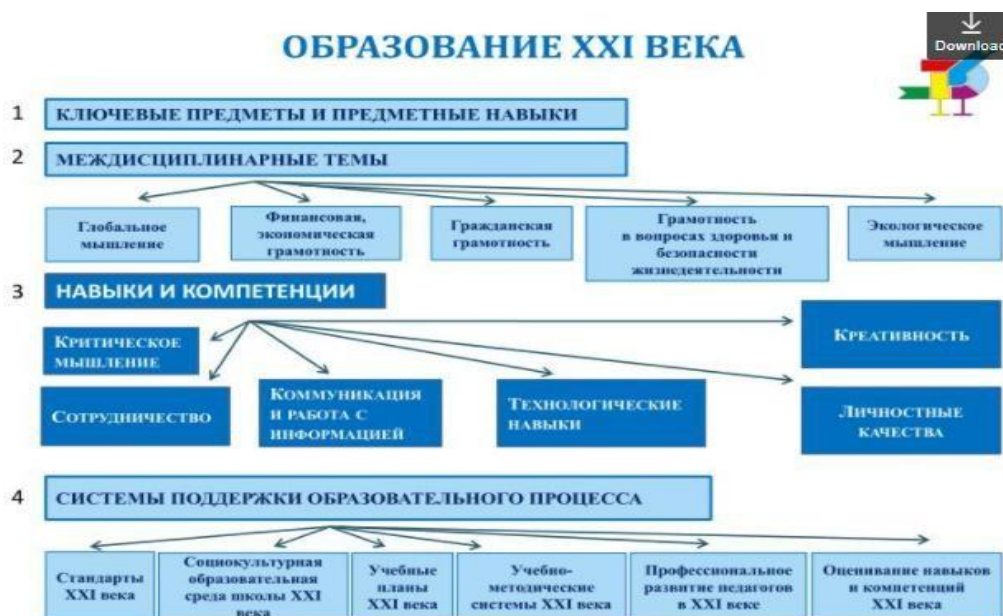 Download
ОБРАЗОВАНИЕ XXI ВЕКА
1
КЛЮЧЕВЫЕ ПРЕДМЕТЫ И ПРЕДМЕТНЫЕ НАВЫКИ
2
МЕЖДИСЦИПЛИНАРНЫЕ ТЕМЫ
Глобальное
мышление
Финансовая,
экономическая
грамотность
Гражданская
грамотность
Грамотность
в вопросах здоровья и
безопасности
жизнедеятельности
Экологическое
мышление
3
НАВЫКИ И КОМПЕТЕНЦИИ
КРИТИЧЕСКОЕ
МЫШЛЕНИЕ
СОТРУДНИЧЕСТВО
КОММУНИКАЦИЯ
И РАБОТА С
ИНФОРМАЦИЕЙ
ТЕХНОЛОГИЧЕСКИЕ
НАВЫКИ
КРЕАТИВНОСТЬ
ЛИЧНОСТНЫЕ
КАЧЕСТВА
4
СИСТЕМЫ ПОДДЕРЖКИ ОБРАЗОВАТЕЛЬНОГО ПРОЦЕССА
Стандарты
XXI века
Социокультурная
образовательная
среда школы XXI
века
Учебные
планы
XXI века
Учебно-
методические
системы XXI века
Профессиональное
развитие педагогов
в XXI веке
Оценивание навыков
и компетенций
XXI века